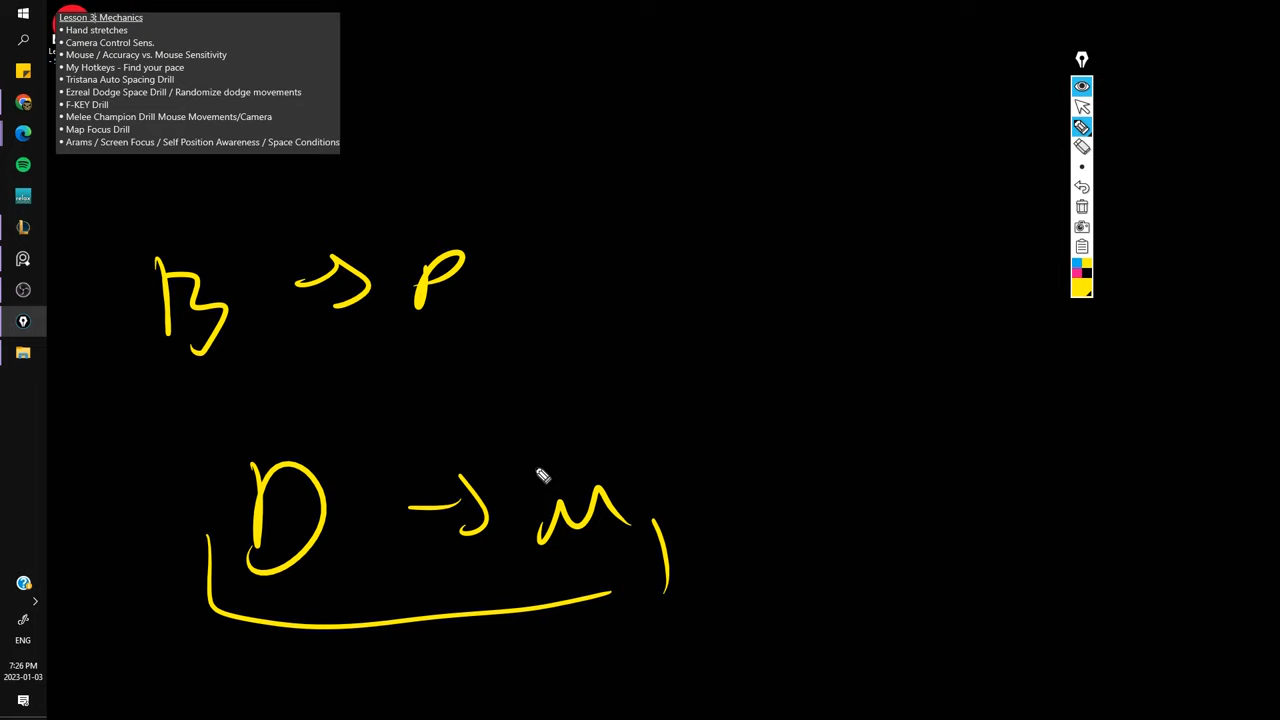 Lesson 3: Mechanics
• Hand stretches
• Camera Control Sens.
• Mouse / Accuracy vs. Mouse Sensitivity
• My Hotkeys - Find your pace
• Tristana Auto Spacing Drill
• Ezreal Dodge Space Drill / Randomize dodge movements
• F-KEY Drill
• Melee Champion Drill Mouse Movements/Camera
• Map Focus Drill
• Arams / Screen Focus / Self Position Awareness / Space Conditions
relax
B → P
D → M
ENG
7:26 PM
2023-01-03